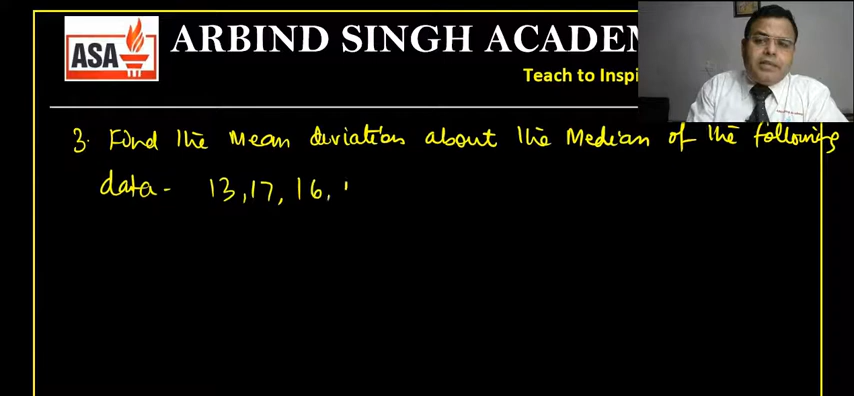 ASA
ARBIND SINGH ACADEM
Teach to Inspi
3. Find the Mean deviation about the Median of the following
data - 13, 17, 16,